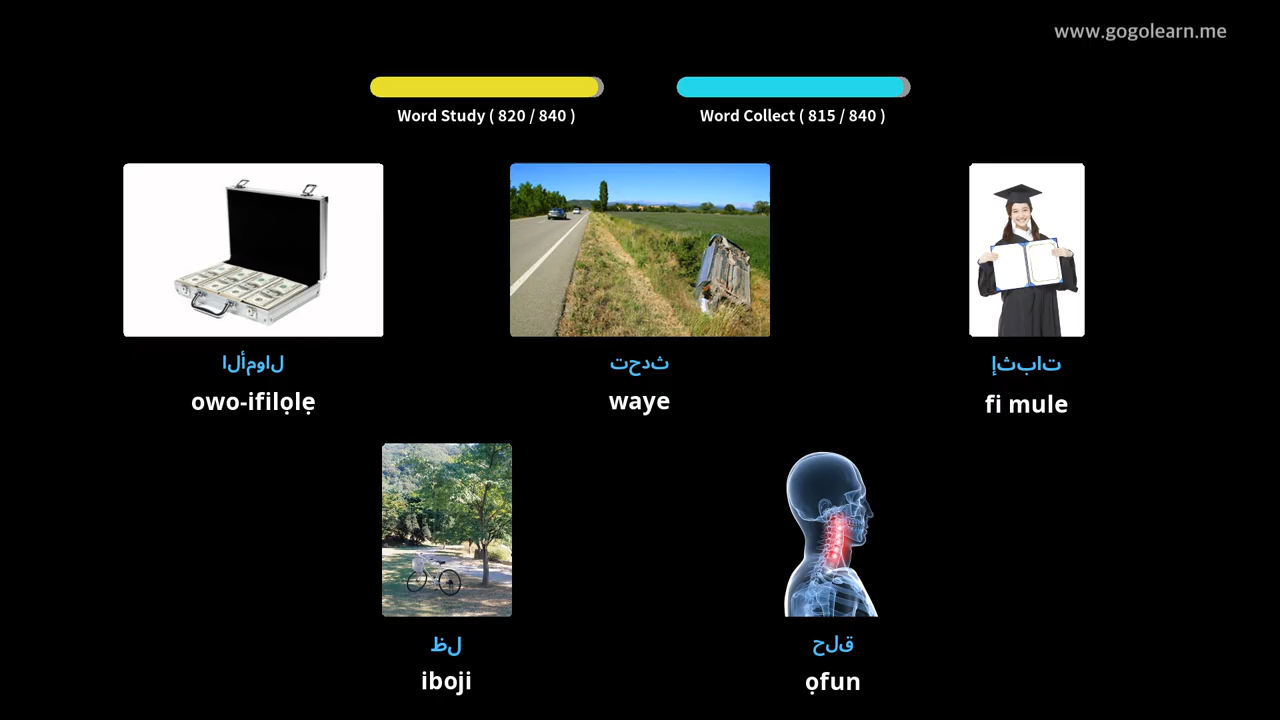 www.gogolearn.me
Word Study ( 820 / 840 )
Word Collect ( 815 / 840 )
الأموال
owo-ifilọlẹ
تحدث
waye
إثبات
fi mule
ظل
iboji
حلق
ọfun